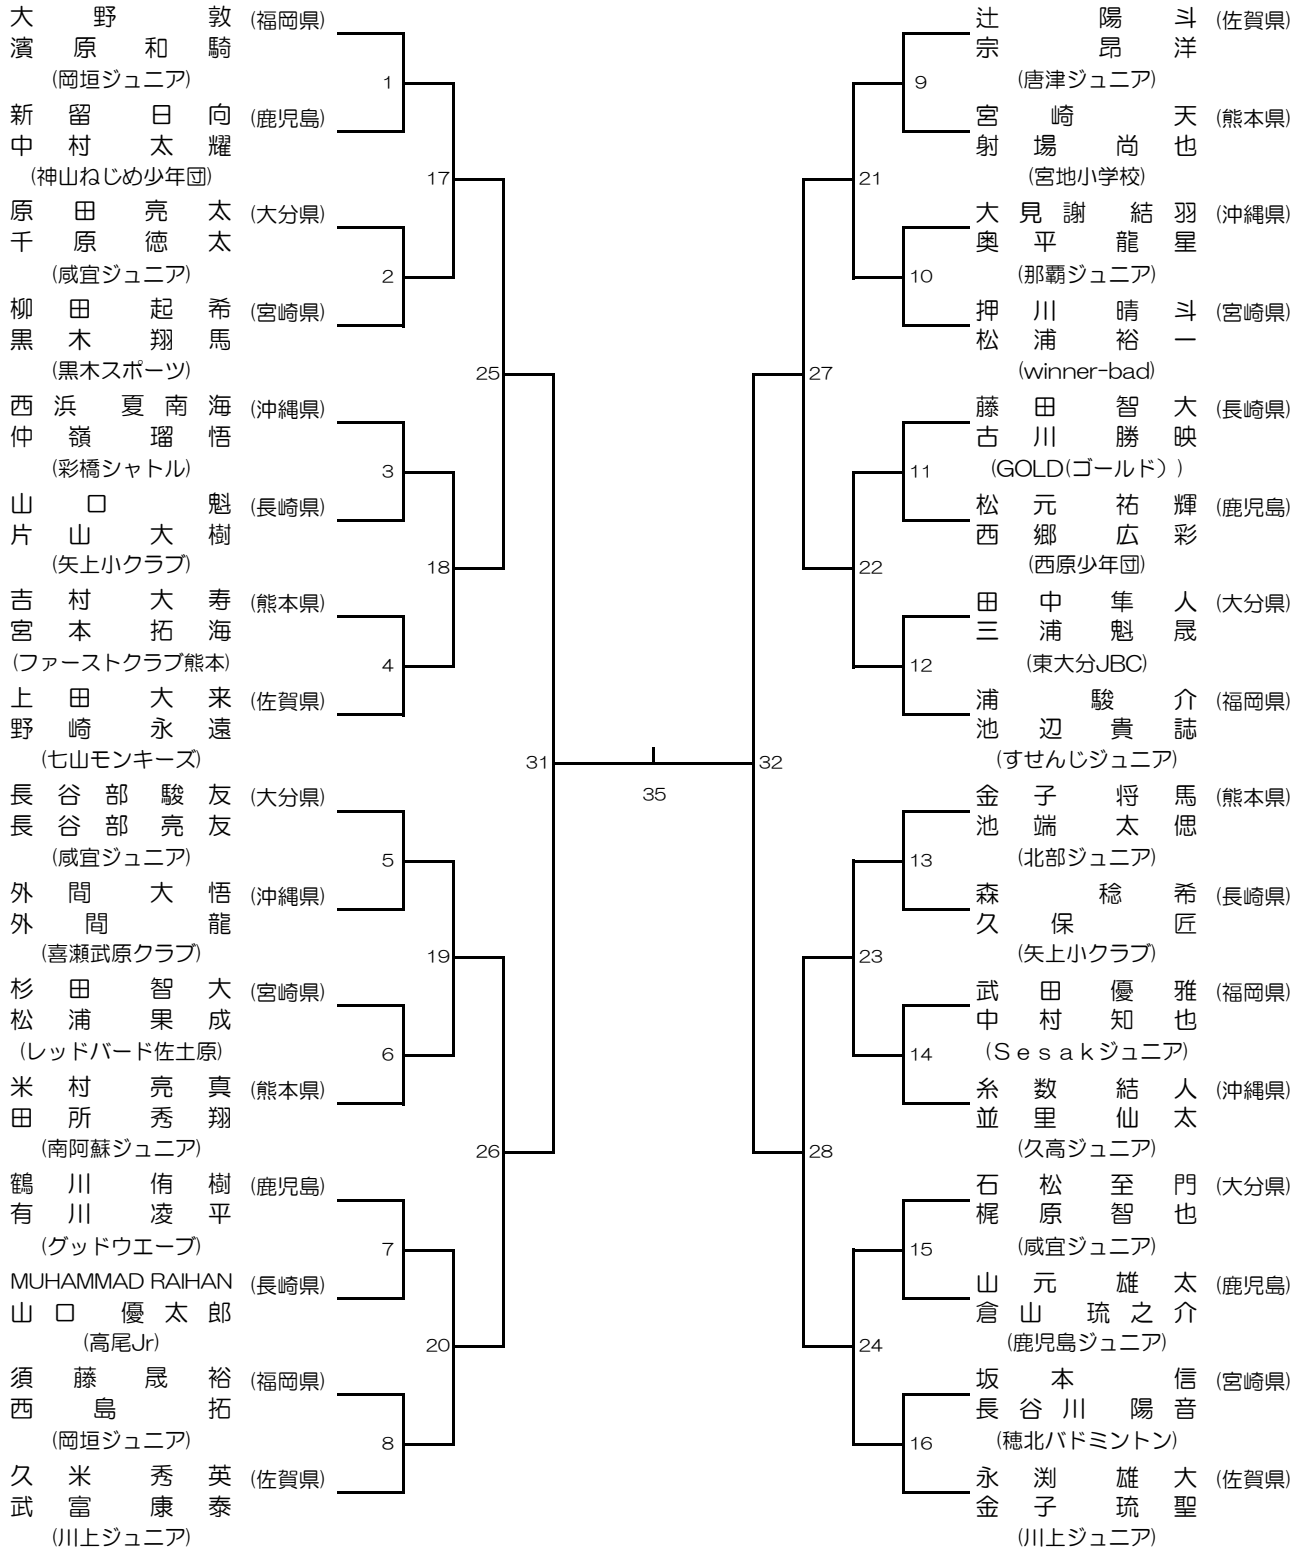 大野敦 (福岡県)
濱原和騎
(岡垣ジュニア)
1
新留日向 (鹿児島)
中村太耀
(神山ねじめ少年団)
17
原田亮太 (大分県)
千原徳太
(咸宜ジュニア)
2
柳田起希 (宮崎県)
黒木翔馬
(黒木スポーツ)
25
西浜夏南海 (沖縄県)
仲嶺瑠悟
(彩橋シャトル)
3
山口魁 (長崎県)
片山大樹
(矢上小クラブ)
18
吉村大寿 (熊本県)
宮本拓海
(ファーストクラブ熊本)
4
上田大来 (佐賀県)
野崎永遠
(七山モンキーズ)
31
長谷部駿友 (大分県)
長谷部亮友
(咸宜ジュニア)
5
外間大悟 (沖縄県)
外間龍
(喜瀬武原クラブ)
19
杉田智大 (宮崎県)
松浦果成
(レッドバード佐土原)
6
米村亮真 (熊本県)
田所秀翔
(南阿蘇ジュニア)
26
鶴川侑樹 (鹿児島)
有川凌平
(グッドウエーブ)
7
MUHAMMAD RAIHAN (長崎県)
山口優太郎
(高尾Jr)
20
須藤晟裕 (福岡県)
西島拓
(岡垣ジュニア)
8
久米秀英 (佐賀県)
武富康泰
(川上ジュニア)
35
辻陽斗 (佐賀県)
宗昂洋
(唐津ジュニア)
9
宮崎天 (熊本県)
射場尚也
(宮地小学校)
21
大見謝結羽 (沖縄県)
奥平龍星
(那覇ジュニア)
10
押川晴斗 (宮崎県)
松浦裕一
(winner-bad)
27
藤田智大 (長崎県)
古川勝映
(GOLD(ゴールド））
11
松元祐輝 (鹿児島)
西郷広彩
(西原少年団)
22
田中隼人 (大分県)
三浦魁晟
(東大分JBC)
12
浦駿介 (福岡県)
池辺貴誌
(すせんじジュニア)
32
金子将馬 (熊本県)
池端太偲
(北部ジュニア)
13
森稔希 (長崎県)
久保匠
(矢上小クラブ)
23
武田優雅 (福岡県)
中村知也
(Ｓｅｓａｋジュニア)
14
糸数結人 (沖縄県)
並里仙太
(久高ジュニア)
28
石松至門 (大分県)
梶原智也
(咸宜ジュニア)
15
山元雄太 (鹿児島)
倉山琉之介
(鹿児島ジュニア)
24
坂本信 (宮崎県)
長谷川陽音
(穂北バドミントン)
16
永渕雄大 (佐賀県)
金子琉聖
(川上ジュニア)